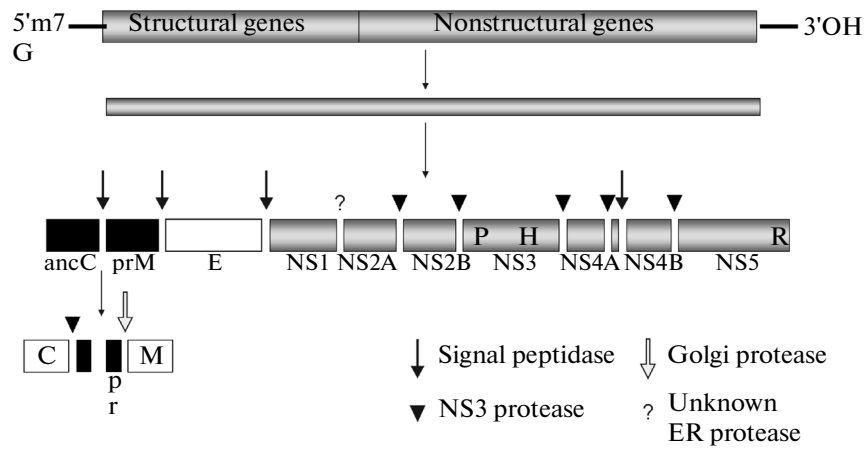 5'm7
G
Structural genes
Nonstructural genes
3'OH
?
P H R
ancC prM E NS1 NS2A NS2B NS3 NS4A NS4B NS5
C M
p
r
Signal peptidase
Golgi protease
NS3 protease
? Unknown
ER protease